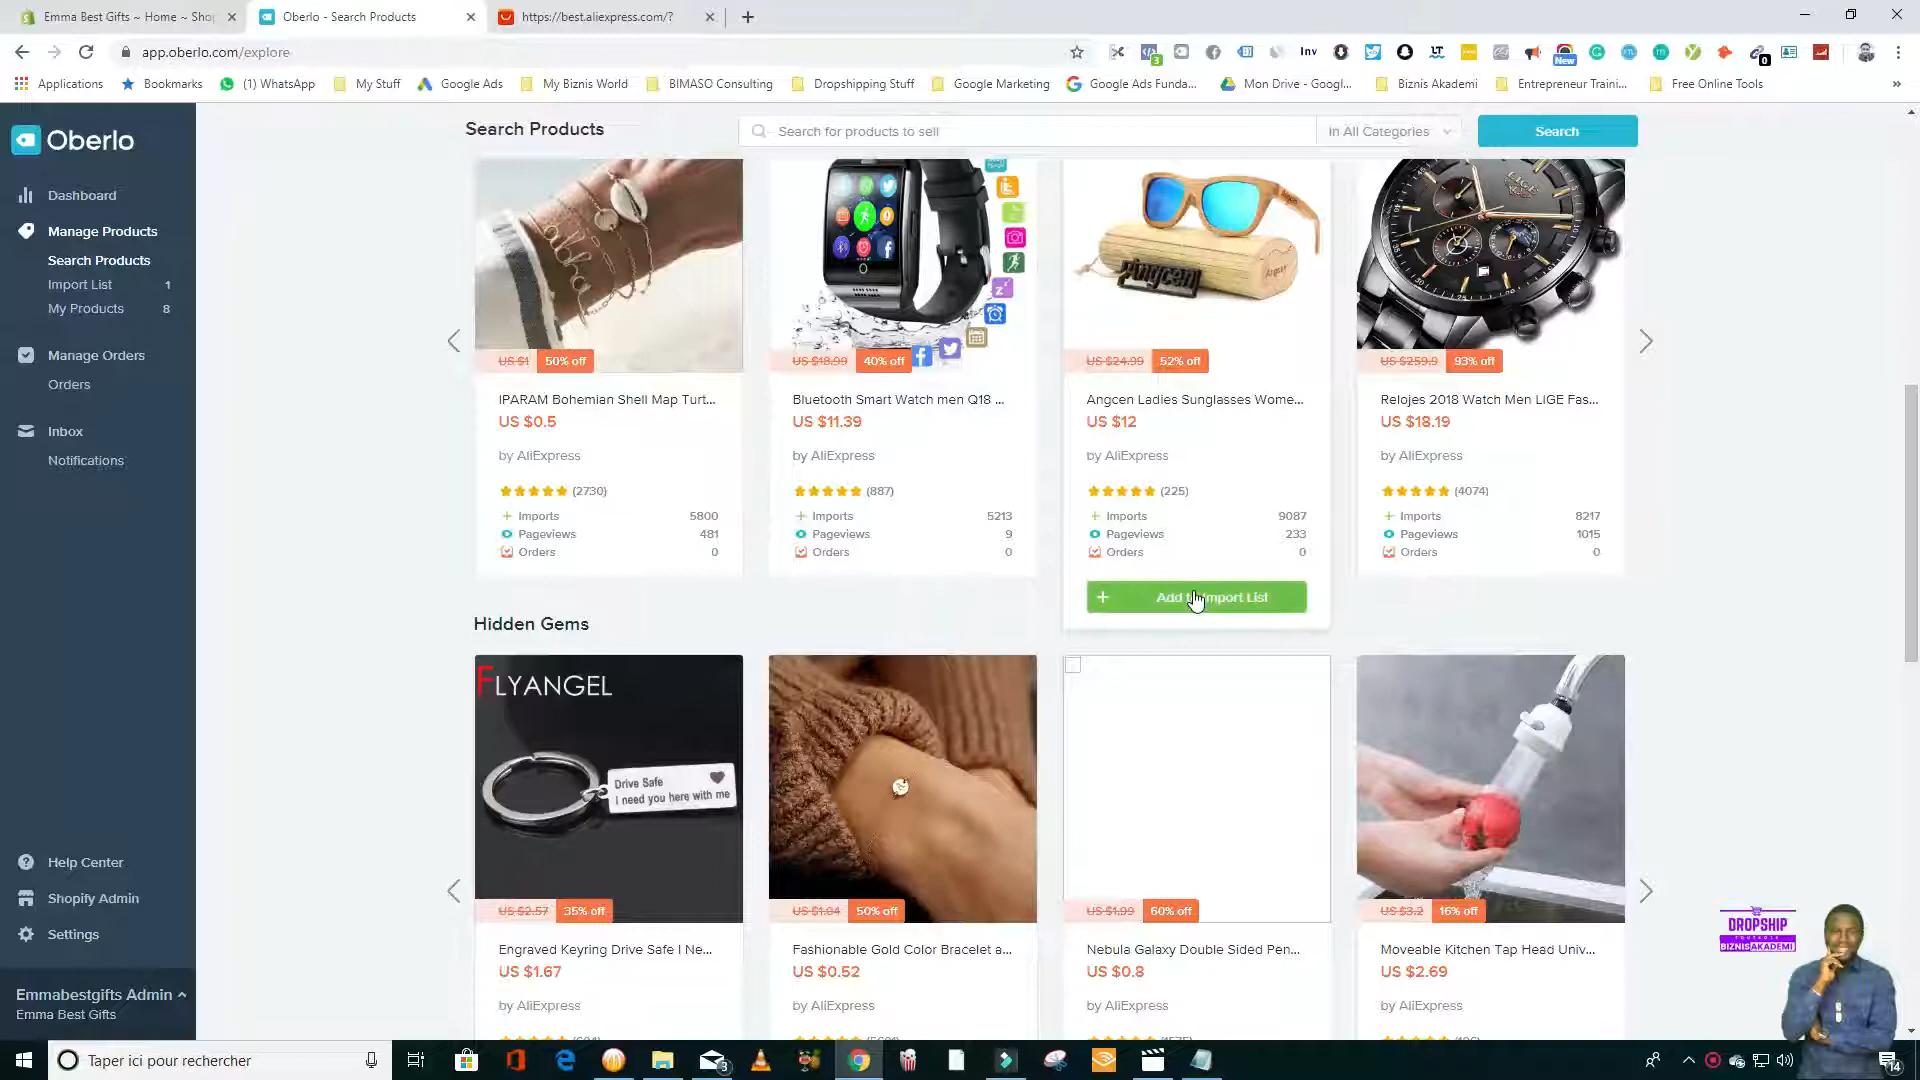 Emma Best Gifts ~ Home ~ Sho
Oberlo - Search Products
https://best.aliexpress.com/?
app.oberlo.com/explore
Inv
New
3
0
Applications
Bookmarks
(1) WhatsApp
My Stuff
Google Ads
My Biznis World
BIMASO Consulting
Dropshipping Stuff
Google Marketing
Google Ads Funda...
Mon Drive - Googl...
Biznis Akademi
Entrepreneur Traini...
Free Online Tools
Oberlo
Dashboard
Manage Products
Search Products
Import List 1
My Products 8
Manage Orders
Orders
Inbox
Notifications
Help Center
Shopify Admin
Settings
Emmabestgifts Admin
Emma Best Gifts
Search Products
Search for products to sell
In All Categories
Search
US $1 50% off
IPARAM Bohemian Shell Map Turt...
US $0.5
by AliExpress
(2730)
Imports 5800
Pageviews 481
Orders 0
US $18.99 40% off
Bluetooth Smart Watch men Q18 ...
US $11.39
by AliExpress
(887)
Imports 5213
Pageviews 9
Orders 0
Angcen
US $24.99 52% off
Angcen Ladies Sunglasses Wome...
US $12
by AliExpress
(225)
Imports 9087
Pageviews 233
Orders 0
Add to Import List
LIGE
US $259.9 93% off
Relojes 2018 Watch Men LIGE Fas...
US $18.19
by AliExpress
(4074)
Imports 8217
Pageviews 1015
Orders 0
Hidden Gems
FLYANGEL
Drive Safe
I need you here with me
US $2.57 35% off
Engraved Keyring Drive Safe I Ne...
US $1.67
by AliExpress
US $1.04 50% off
Fashionable Gold Color Bracelet a...
US $0.52
by AliExpress
US $1.99 60% off
Nebula Galaxy Double Sided Pen...
US $0.8
by AliExpress
US $3.2 16% off
Moveable Kitchen Tap Head Univ...
US $2.69
by AliExpress
DROPSHIP
BIZNISAKADEMI
Taper ici pour rechercher
3
14